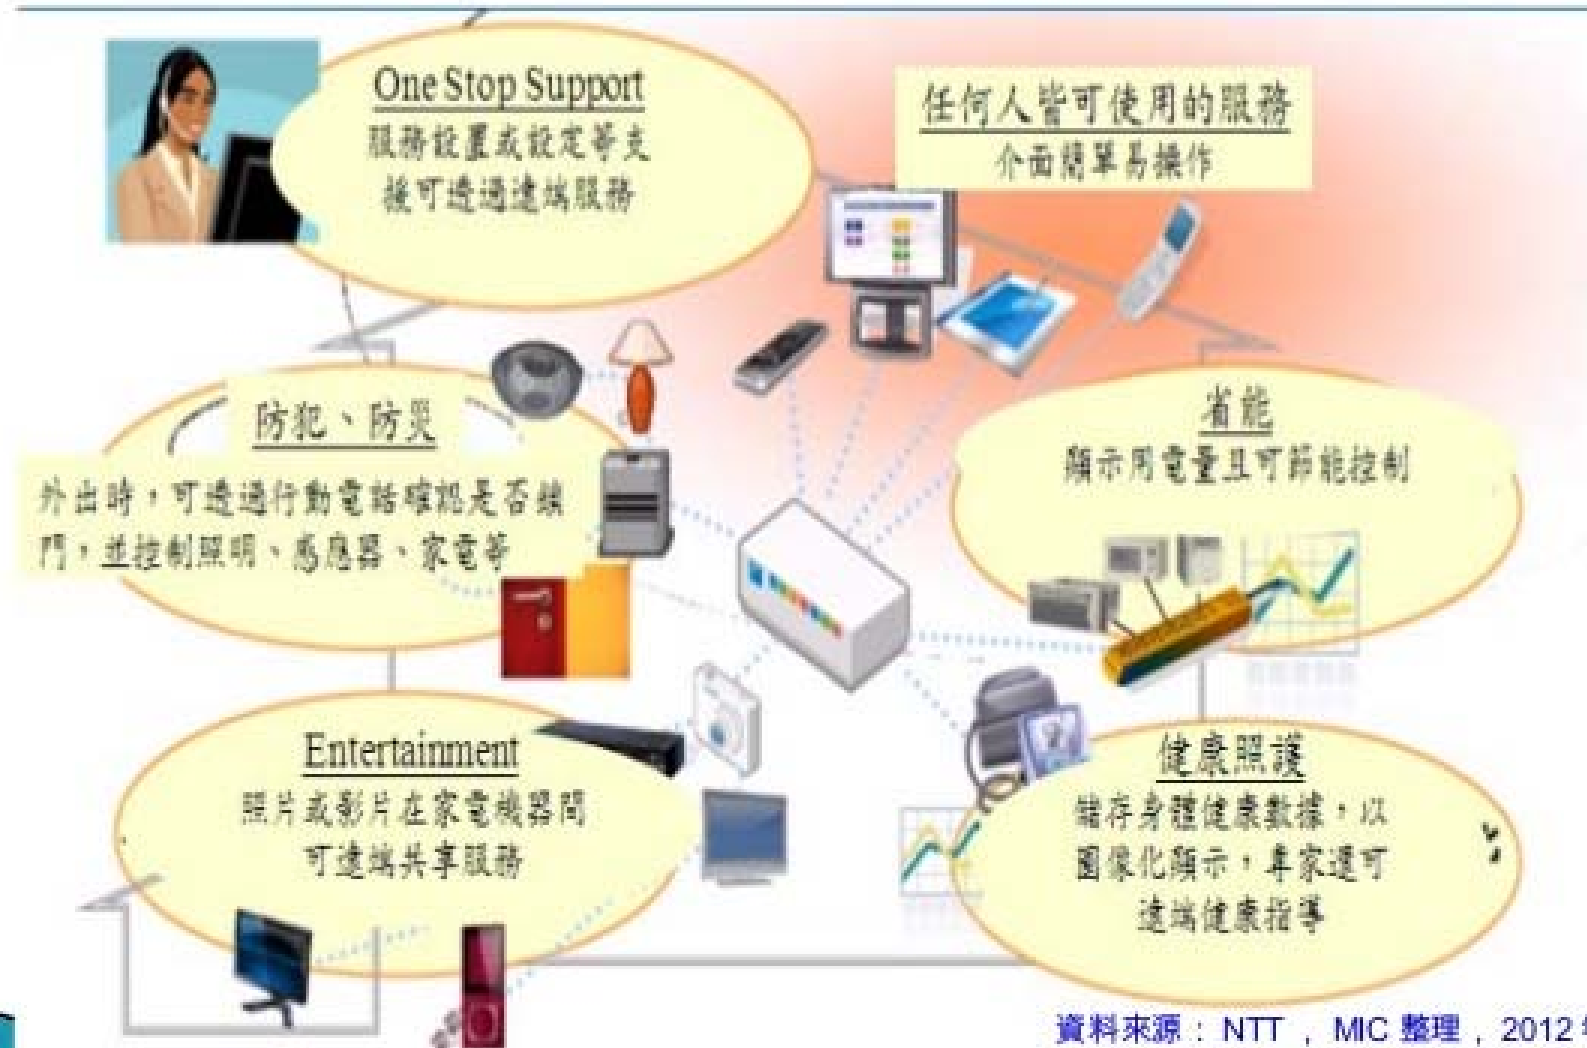 One Stop Support
服務設置或設定等支
援可透過遠端服務
任何人皆可使用的服務
介面簡單易操作
防犯、防災
外出時，可透過行動電話確認是否鎖
門，並控制照明、感應器、家電等
省能
顯示用電量且可節能控制
Entertainment
照片或影片在家電機器間
可遠端共享服務
健康照護
儲存身體健康數據，以
圖像化顯示，專家還可
遠端健康指導
資料來源： NTT ， MIC 整理，2012